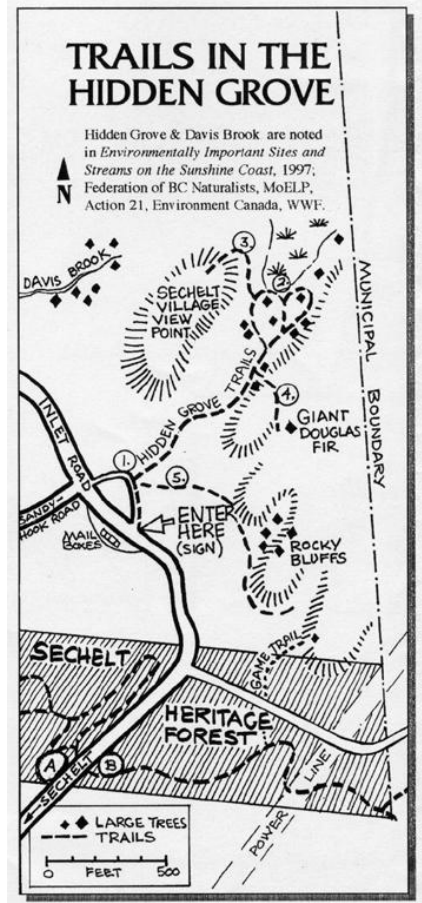 TRAILS IN THE
HIDDEN GROVE
Hidden Grove & Davis Brook are noted
in Environmentally Important Sites and
Streams on the Sunshine Coast, 1997;
Federation of BC Naturalists, MoELP,
Action 21, Environment Canada, WWF.
N
3.
DAVIS BROOK
SECHELT
VILLAGE
VIEW
POINT
2.
MUNICIPAL BOUNDARY
HIDDEN GROVE TRAILS
4.
GIANT
DOUGLAS
FIR
INLET ROAD
1.
5.
SANDY
HOOK ROAD
MAIL
BOXES
ENTER
HERE
(SIGN)
ROCKY
BLUFFS
GAME TRAIL
SECHELT
HERITAGE
FOREST
A
B
SECHELT
POWER LINE
LARGE TREES
TRAILS
0 FEET 500